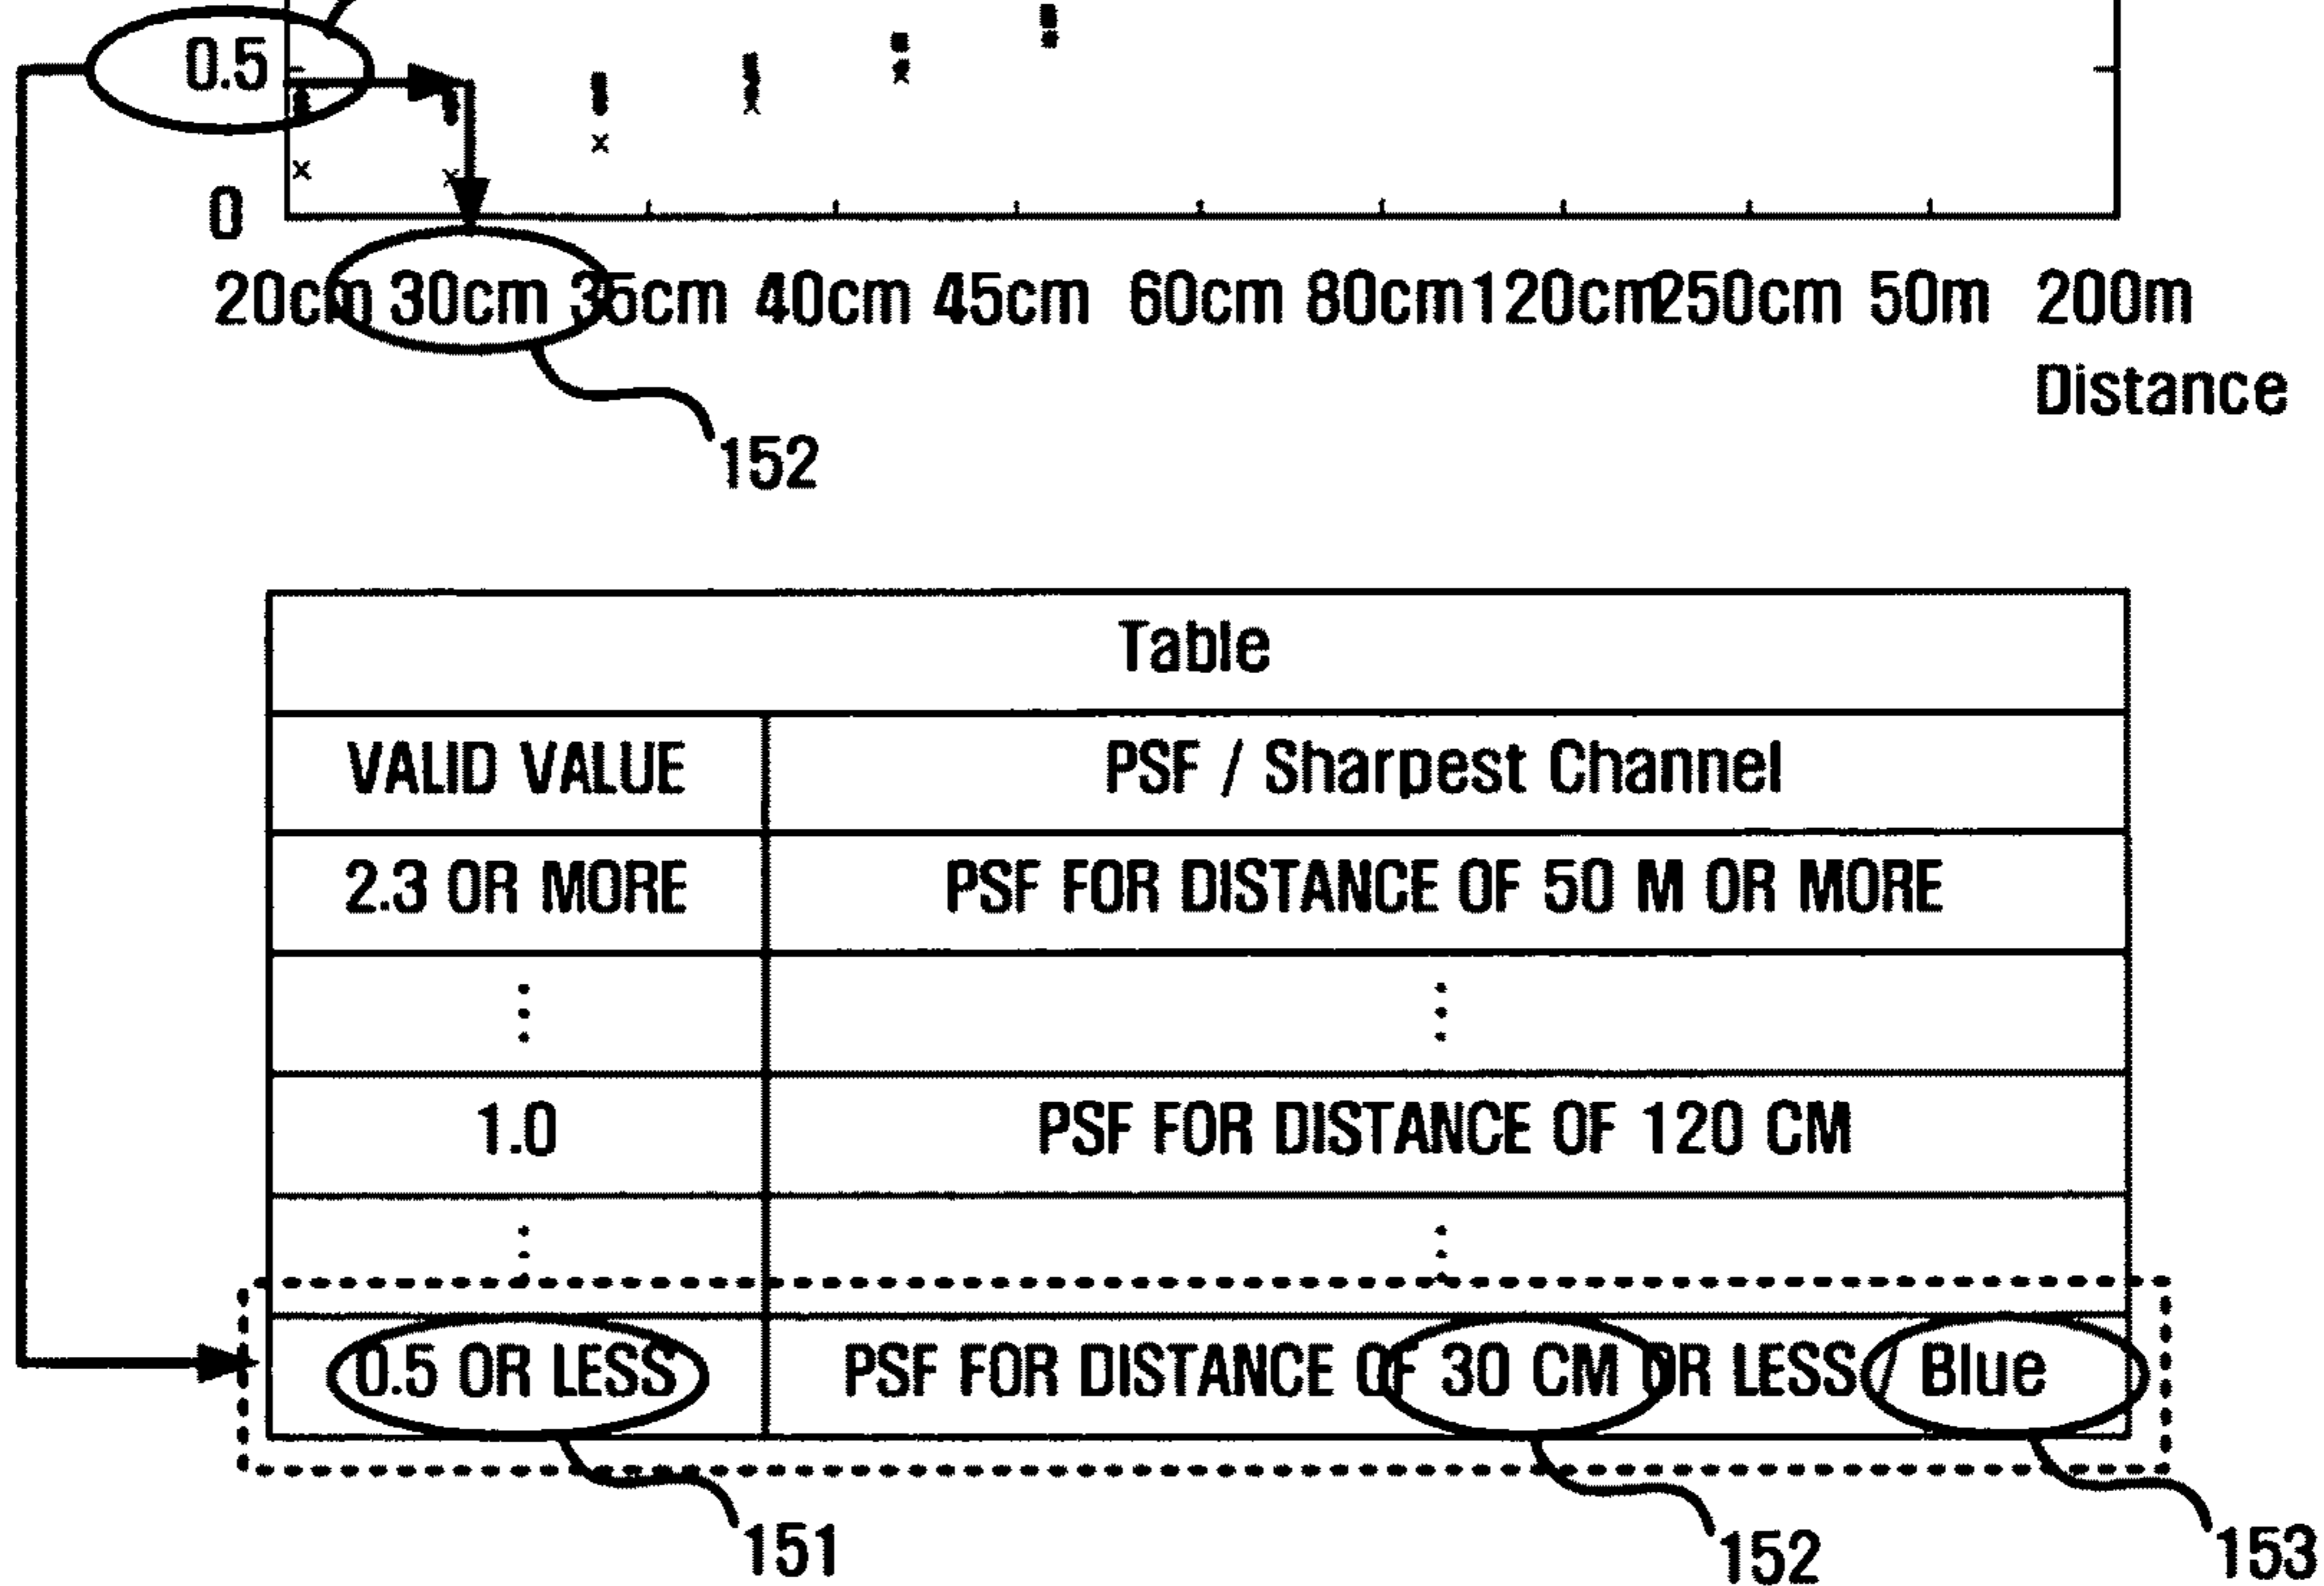 0.5
0
20cm 30cm 35cm 40cm 45cm 60cm 80cm 120cm 250cm 50m 200m
Distance
152
Table
VALID VALUE PSF / Sharpest Channel
2.3 OR MORE PSF FOR DISTANCE OF 50 M OR MORE
⋮ ⋮
1.0 PSF FOR DISTANCE OF 120 CM
⋮ ⋮
0.5 OR LESS PSF FOR DISTANCE OF 30 CM OR LESS / Blue
151 152 153